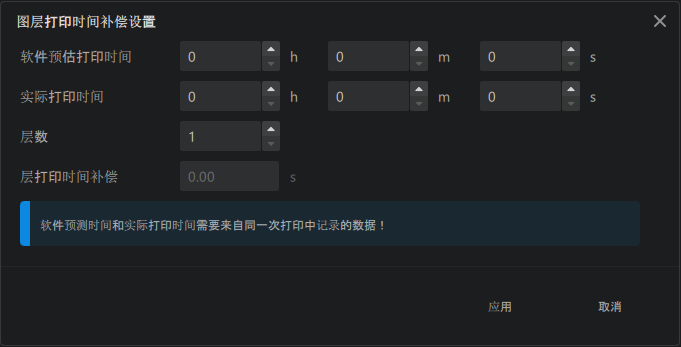 图层打印时间补偿设置
软件预估打印时间 0 h 0 m 0 s
实际打印时间 0 h 0 m 0 s
层数 1
层打印时间补偿 0.00 s
软件预测时间和实际打印时间需要来自同一次打印中记录的数据！
应用 取消